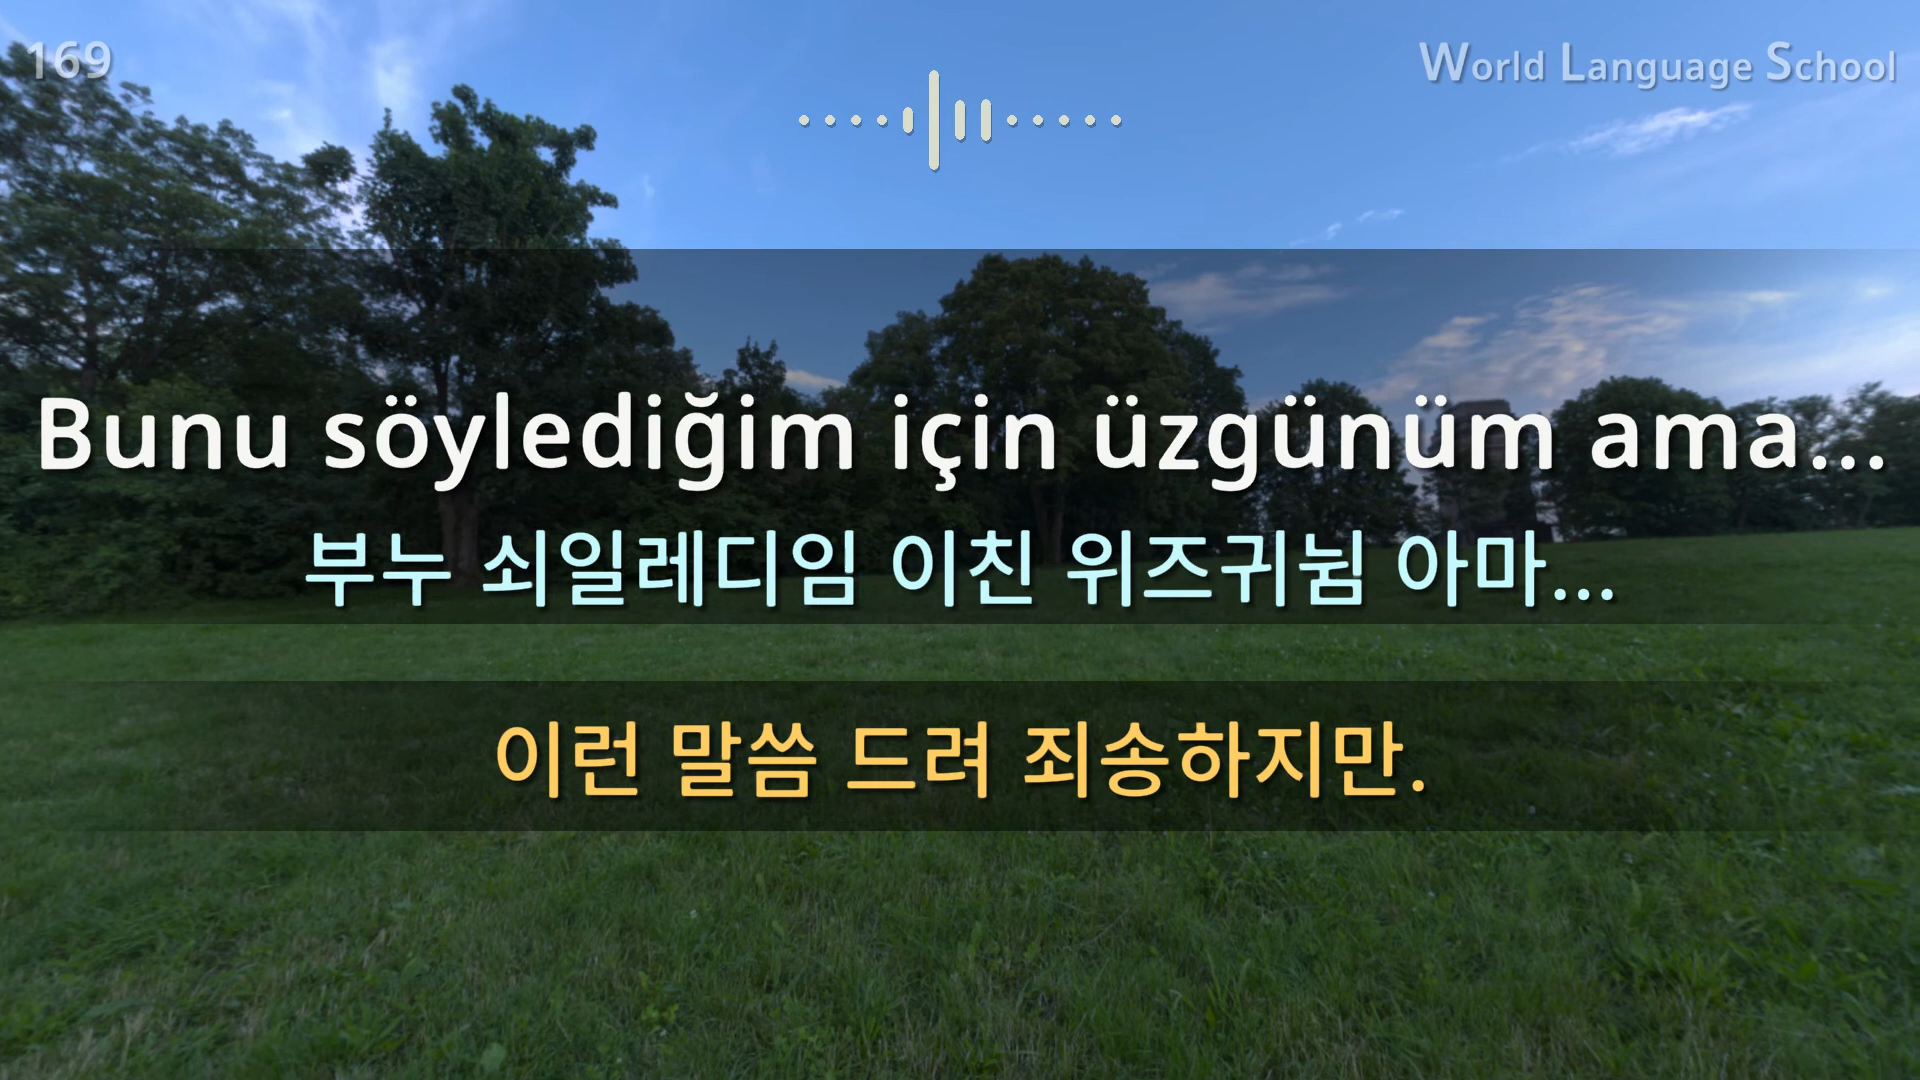 169
World Language School
Bunu söylediğim için üzgünüm ama...
부누 쇠일레디임 이친 위즈귀뉨 아마...
이런 말씀 드려 죄송하지만.